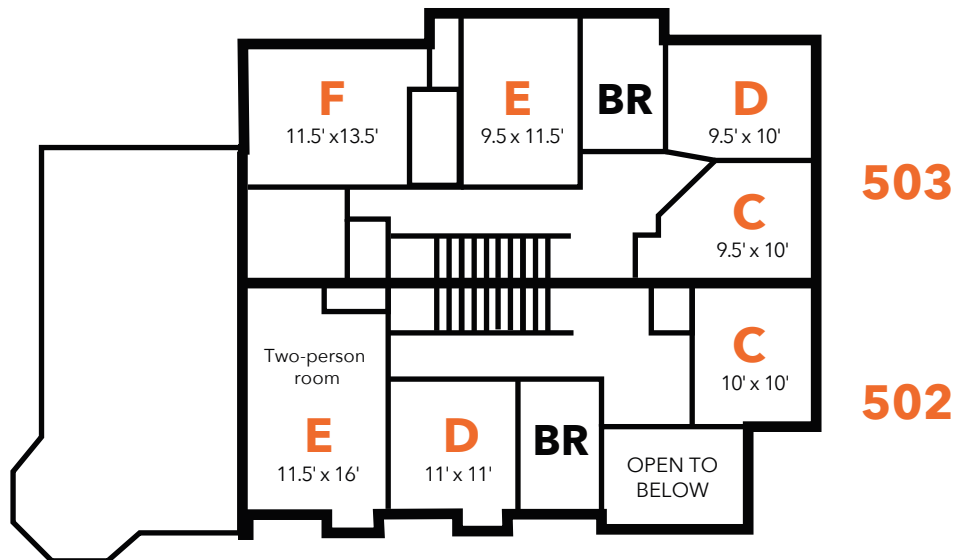 F
11.5' x13.5'
E
9.5 x 11.5'
BR
D
9.5' x 10'
503
C
9.5' x 10'
Two-person
room
E
11.5' x 16'
D
11' x 11'
BR
C
10' x 10'
502
OPEN TO
BELOW